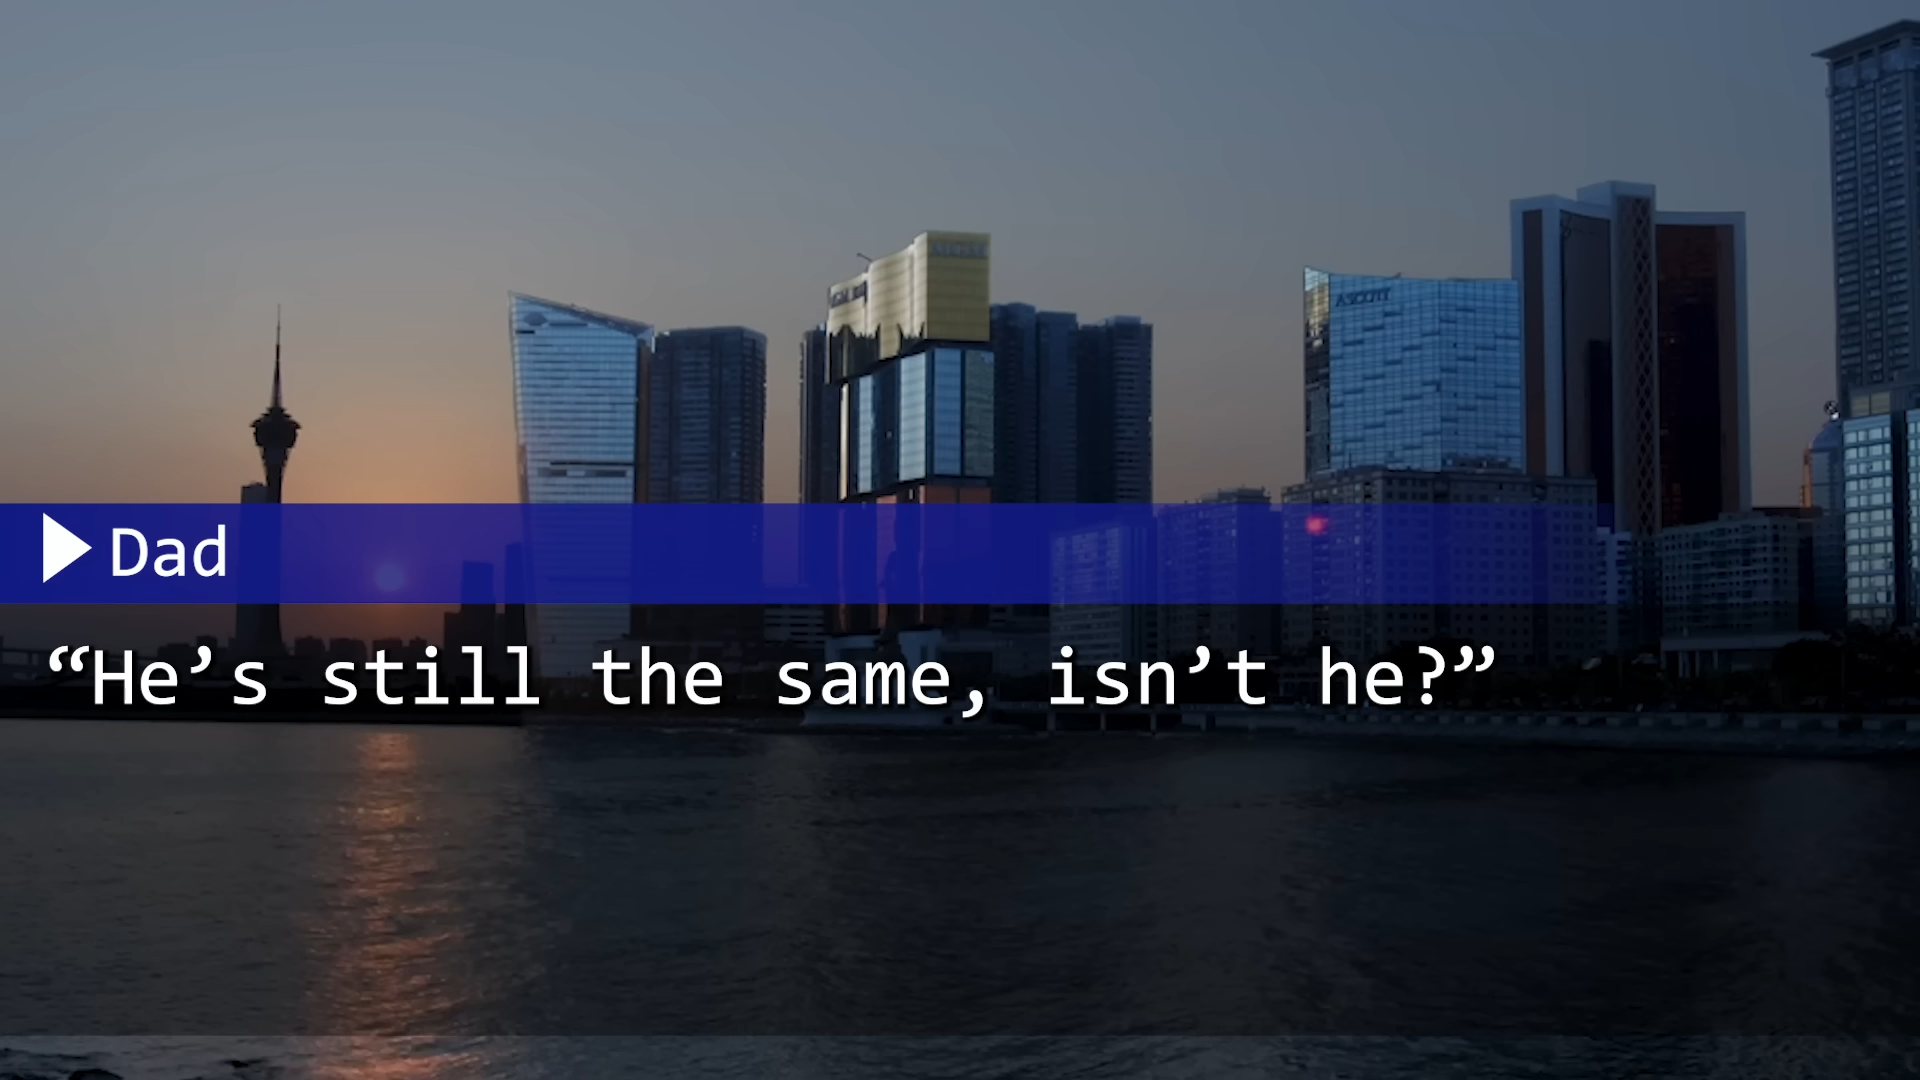 ASCOTT
Dad
“He’s still the same, isn’t he?”